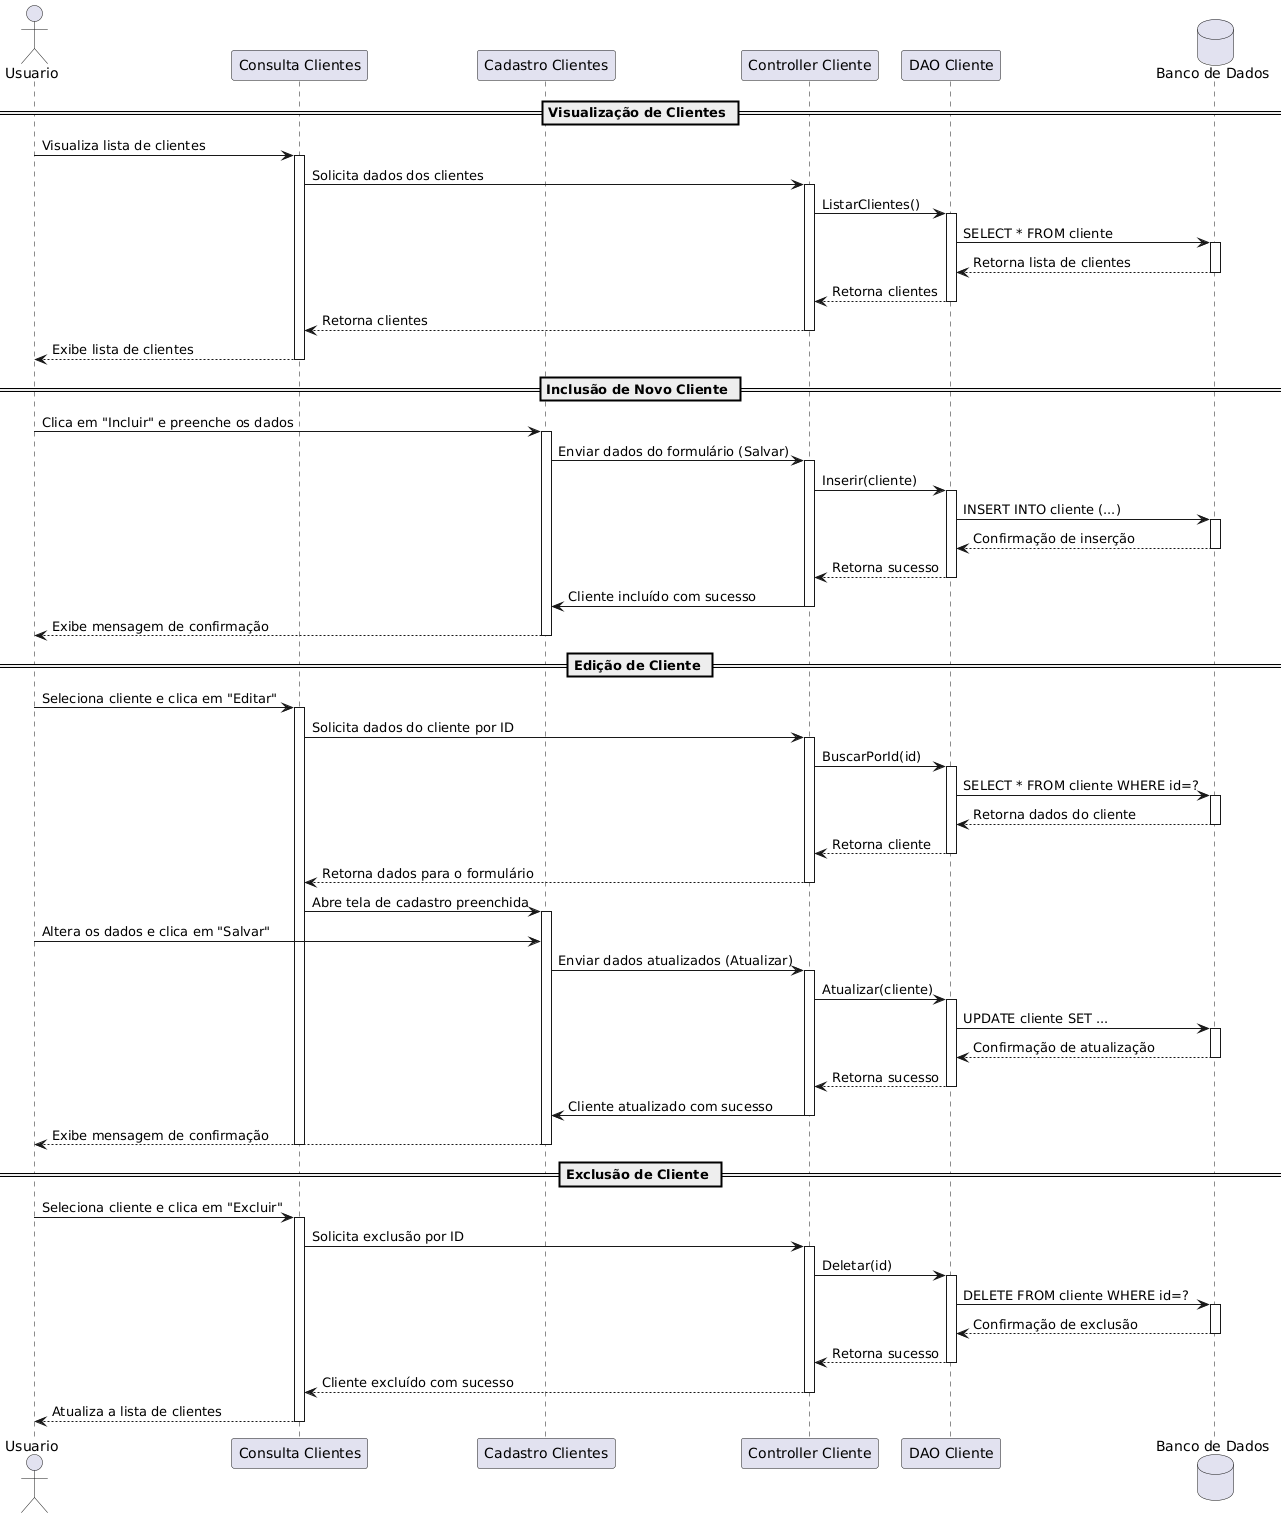 Usuario
Consulta Clientes
Cadastro Clientes
Controller Cliente
DAO Cliente
Banco de Dados
Visualização de Clientes
Visualiza lista de clientes
Solicita dados dos clientes
ListarClientes()
SELECT * FROM cliente
Retorna lista de clientes
Retorna clientes
Retorna clientes
Exibe lista de clientes
Inclusão de Novo Cliente
Clica em "Incluir" e preenche os dados
Enviar dados do formulário (Salvar)
Inserir(cliente)
INSERT INTO cliente (...)
Confirmação de inserção
Retorna sucesso
Cliente incluído com sucesso
Exibe mensagem de confirmação
Edição de Cliente
Seleciona cliente e clica em "Editar"
Solicita dados do cliente por ID
BuscarPorId(id)
SELECT * FROM cliente WHERE id=?
Retorna dados do cliente
Retorna cliente
Retorna dados para o formulário
Abre tela de cadastro preenchida
Altera os dados e clica em "Salvar"
Enviar dados atualizados (Atualizar)
Atualizar(cliente)
UPDATE cliente SET ...
Confirmação de atualização
Retorna sucesso
Cliente atualizado com sucesso
Exibe mensagem de confirmação
Exclusão de Cliente
Seleciona cliente e clica em "Excluir"
Solicita exclusão por ID
Deletar(id)
DELETE FROM cliente WHERE id=?
Confirmação de exclusão
Retorna sucesso
Cliente excluído com sucesso
Atualiza a lista de clientes
Usuario
Consulta Clientes
Cadastro Clientes
Controller Cliente
DAO Cliente
Banco de Dados